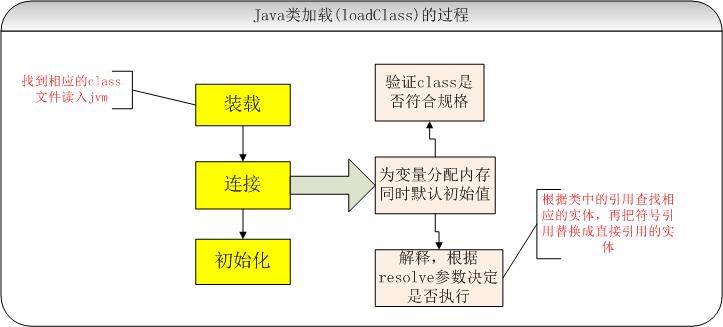 Java类加载(loadClass)的过程
找到相应的class
文件读入jvm
装载
连接
初始化
验证class是
否符合规格
为变量分配内存
同时默认初始值
解释，根据
resolve参数决定
是否执行
根据类中的引用查找相
应的实体，再把符号引
用替换成直接引用的实
体